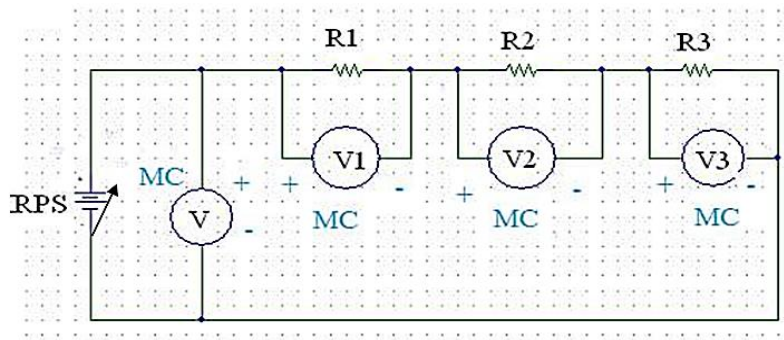 R1 R2 R3
MC + + V1 - V2 - V3 -
RPS V - MC + MC + MC